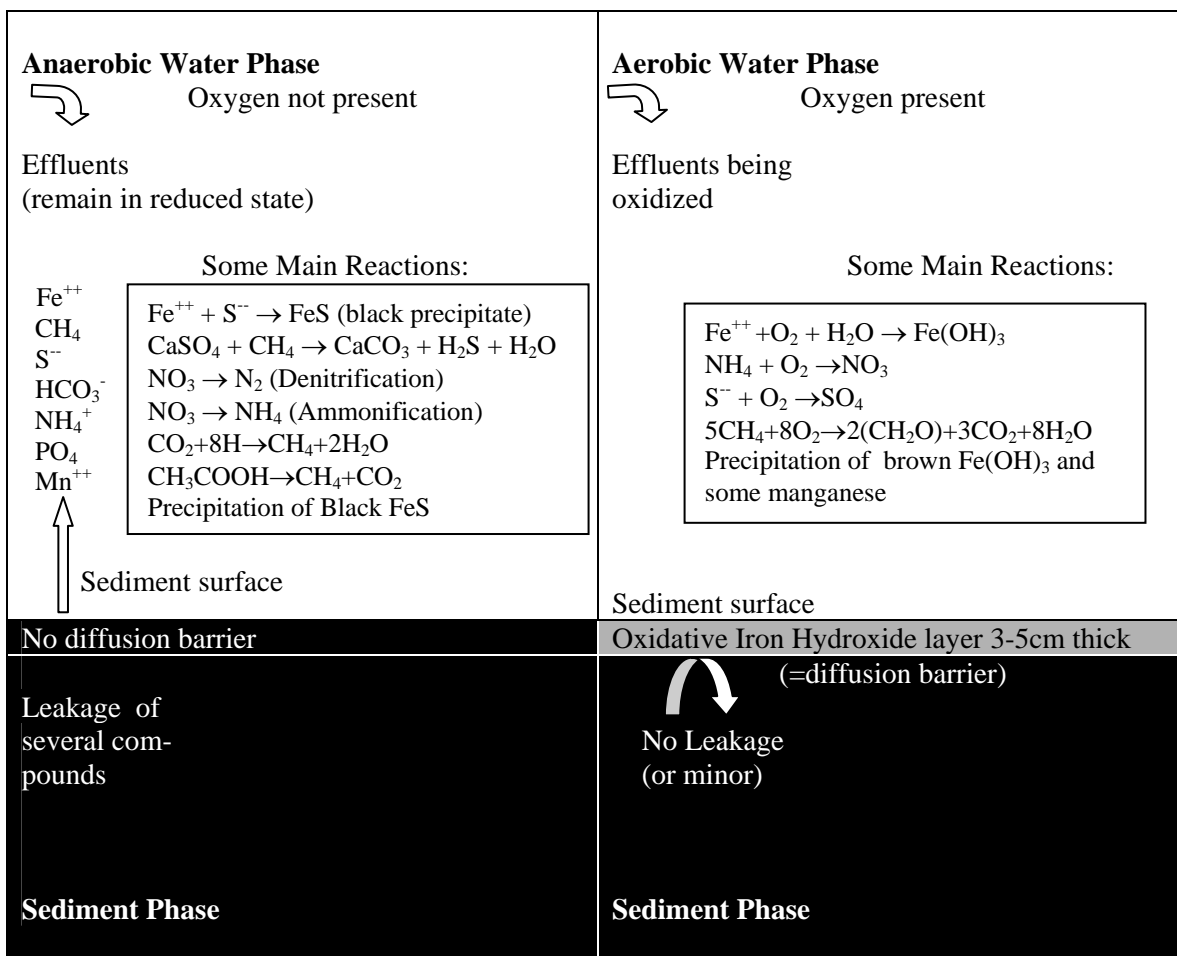 Anaerobic Water Phase
Oxygen not present
Effluents
(remain in reduced state)
Some Main Reactions:
Fe⁺⁺
CH₄
S⁻⁻
HCO₃⁻
NH₄⁺
PO₄
Mn⁺⁺
Fe⁺⁺ + S⁻⁻ → FeS (black precipitate)
CaSO₄ + CH₄ → CaCO₃ + H₂S + H₂O
NO₃ → N₂ (Denitrification)
NO₃ → NH₄ (Ammonification)
CO₂+8H→CH₄+2H₂O
CH₃COOH→CH₄+CO₂
Precipitation of Black FeS
Sediment surface
No diffusion barrier
Leakage of
several com-
pounds
Sediment Phase
Aerobic Water Phase
Oxygen present
Effluents being
oxidized
Some Main Reactions:
Fe⁺⁺ +O₂ + H₂O → Fe(OH)₃
NH₄ + O₂ →NO₃
S⁻⁻ + O₂ →SO₄
5CH₄+8O₂→2(CH₂O)+3CO₂+8H₂O
Precipitation of brown Fe(OH)₃ and
some manganese
Sediment surface
Oxidative Iron Hydroxide layer 3-5cm thick
(=diffusion barrier)
No Leakage
(or minor)
Sediment Phase